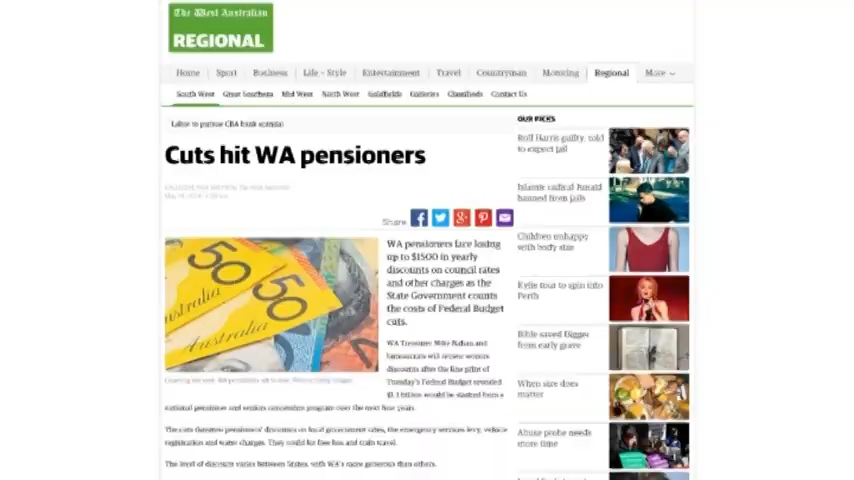 The West Australian
REGIONAL
Home Sport Business Life - Style Entertainment Travel Countryman Motoring Regional More
South West Great Southern Mid West North West Goldfields Galleries Classifieds Contact Us
Labor to pursue CBA bank scandal
Cuts hit WA pensioners
Share
WA pensioners face losing
up to $1500 in yearly
discounts on council rates
and other charges as the
State Government counts
the costs of Federal Budget
cuts.
WA Treasurer Mike Nahan and
bureaucrats will review seniors
discounts after the fine print of
Tuesday's Federal Budget revealed
$1.3 billion would be slashed from a
national pensioner and seniors concession program over the next four years.
The cuts threaten pensioners' discounts on local government rates, the emergency services levy, vehicle
registration and water charges. They could hit free bus and train travel.
The level of discount varies between States, with WA's more generous than others.
50
Australia
50
Australia
OUR PICKS
Rolf Harris guilty, told
to expect jail
Islamic radical
banned from jails
Children unhappy
with body size
Kylie tour to spin into
Perth
Bible saved Digger
from early grave
When size does
matter
Abuse probe needs
more time